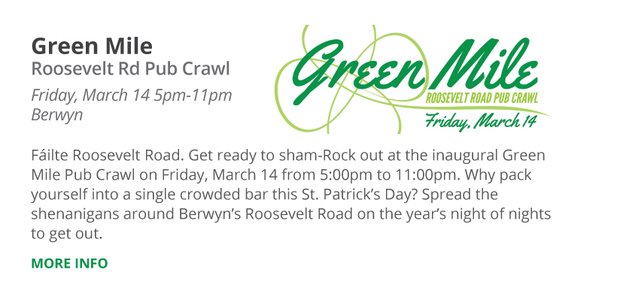 Green Mile
Roosevelt Rd Pub Crawl
Friday, March 14 5pm-11pm
Berwyn
Green Mile
ROOSEVELT ROAD PUB CRAWL
Friday, March 14
Fáilte Roosevelt Road. Get ready to sham-Rock out at the inaugural Green
Mile Pub Crawl on Friday, March 14 from 5:00pm to 11:00pm. Why pack
yourself into a single crowded bar this St. Patrick’s Day? Spread the
shenanigans around Berwyn’s Roosevelt Road on the year’s night of nights
to get out.
MORE INFO